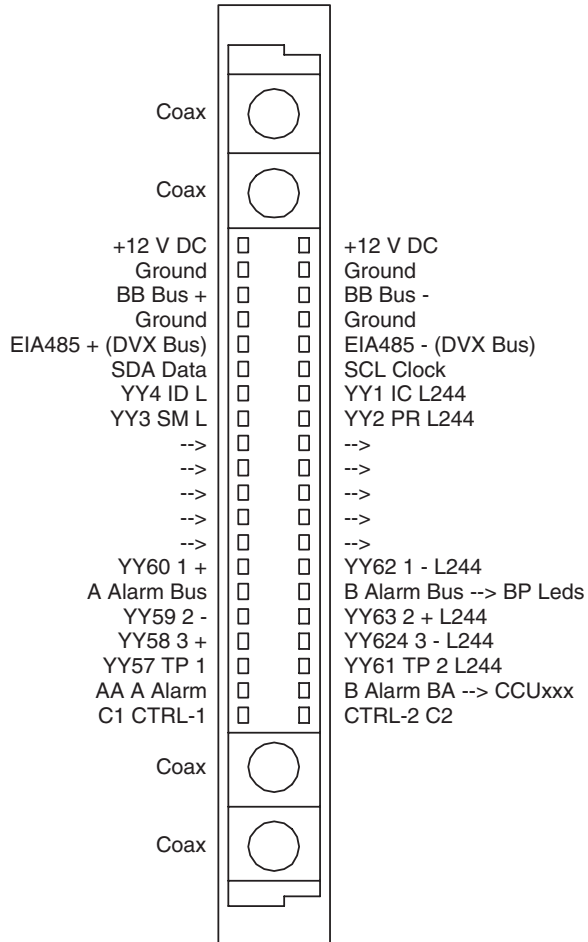 Coax
Coax
+12 V DC +12 V DC
Ground Ground
BB Bus + BB Bus -
Ground Ground
EIA485 + (DVX Bus) EIA485 - (DVX Bus)
SDA Data SCL Clock
YY4 ID L YY1 IC L244
YY3 SM L YY2 PR L244
--> -->
--> -->
--> -->
--> -->
--> -->
YY60 1 + YY62 1 - L244
A Alarm Bus B Alarm Bus --> BP Leds
YY59 2 - YY63 2 + L244
YY58 3 + YY624 3 - L244
YY57 TP 1 YY61 TP 2 L244
AA A Alarm B Alarm BA --> CCUxxx
C1 CTRL-1 CTRL-2 C2
Coax
Coax